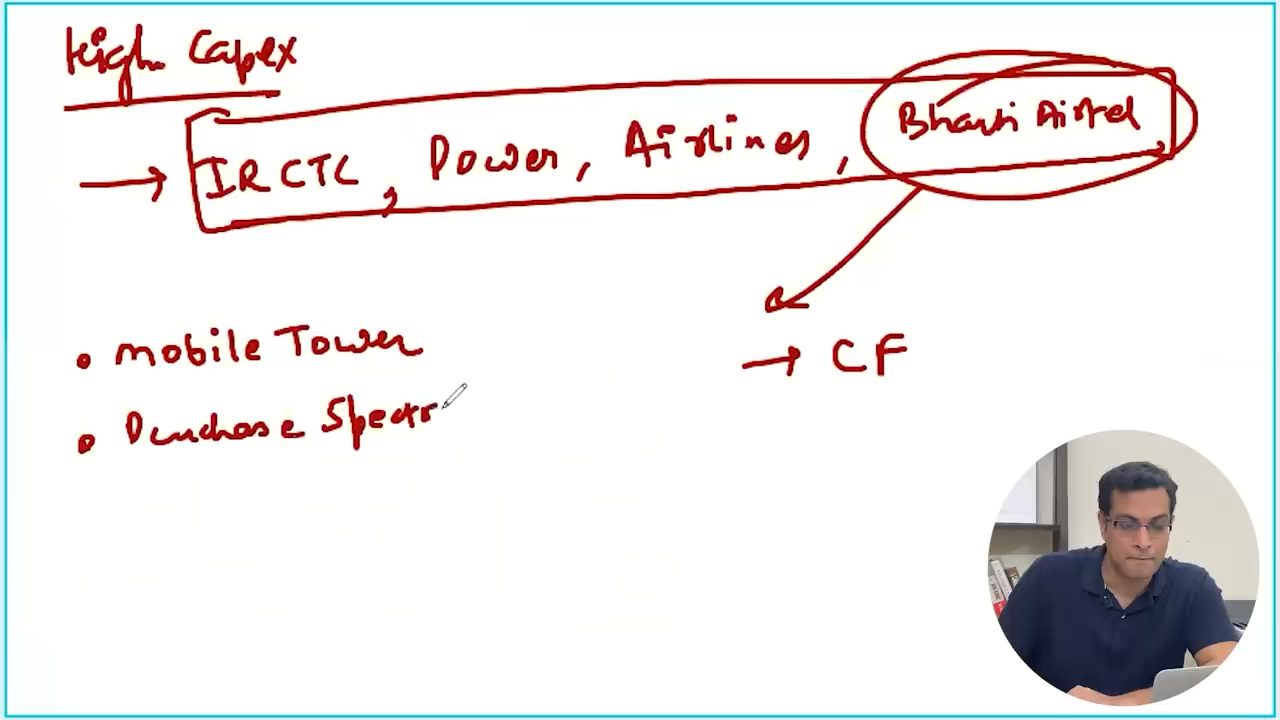 High Capex
→ IRCTC, Power, Airlines, Bharti Airtel
→ CF
• Mobile Tower
• Purchase Spectr